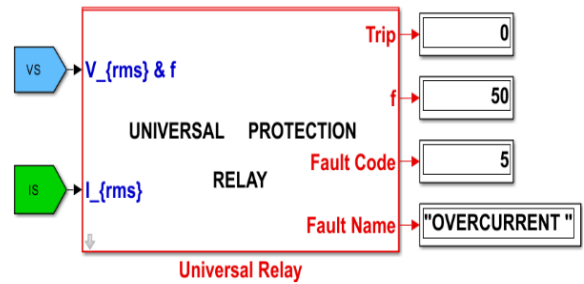 Trip
0
VS
V_{rms} & f
f
50
UNIVERSAL PROTECTION
RELAY
Fault Code
5
IS
I_{rms}
Fault Name
"OVERCURRENT "
Universal Relay